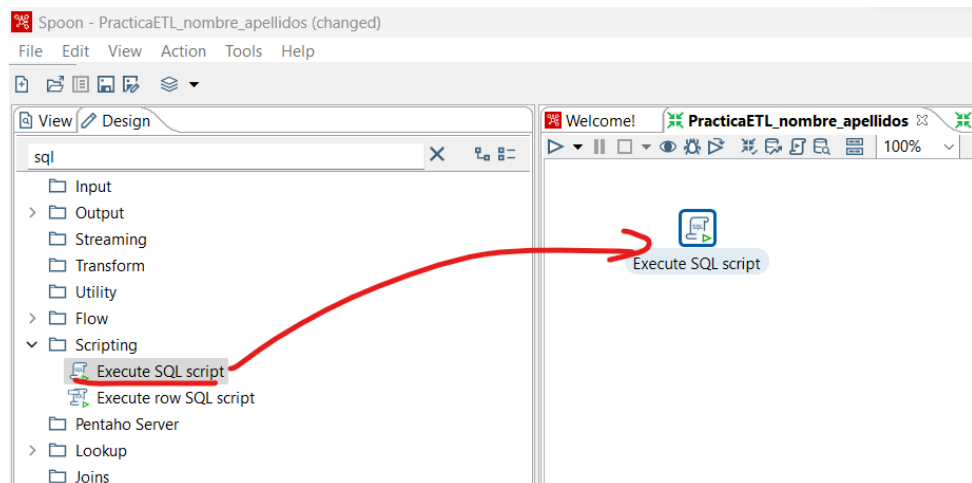 Spoon - PracticaETL_nombre_apellidos (changed)
File Edit View Action Tools Help
View Design
Welcome! PracticaETL_nombre_apellidos
sql
100%
Input
Output
Streaming
Transform
Utility
Flow
Scripting
Execute SQL script
Execute row SQL script
Pentaho Server
Lookup
Joins
SQL
Execute SQL script